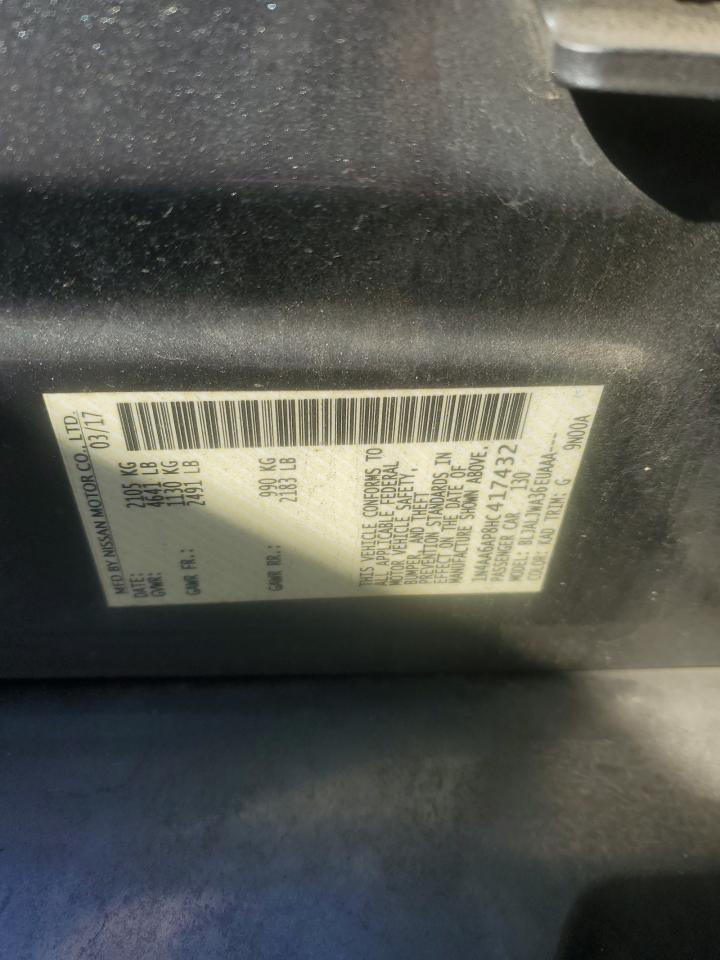 MFD BY NISSAN MOTOR CO., LTD.
DATE: 03/17
GVWR: 2105 KG
4641 LB
GAWR FR.: 1130 KG
2491 LB
GAWR RR.: 990 KG
2183 LB
THIS VEHICLE CONFORMS TO
ALL APPLICABLE FEDERAL
MOTOR VEHICLE SAFETY,
BUMPER, AND THEFT
PREVENTION STANDARDS IN
EFFECT ON THE DATE OF
MANUFACTURE SHOWN ABOVE.
1N4AA6AP8HC417432
PASSENGER CAR 130
MODEL: BLJALVWA36EUAAA---
COLOR: KAD TRIM: G 9N00A